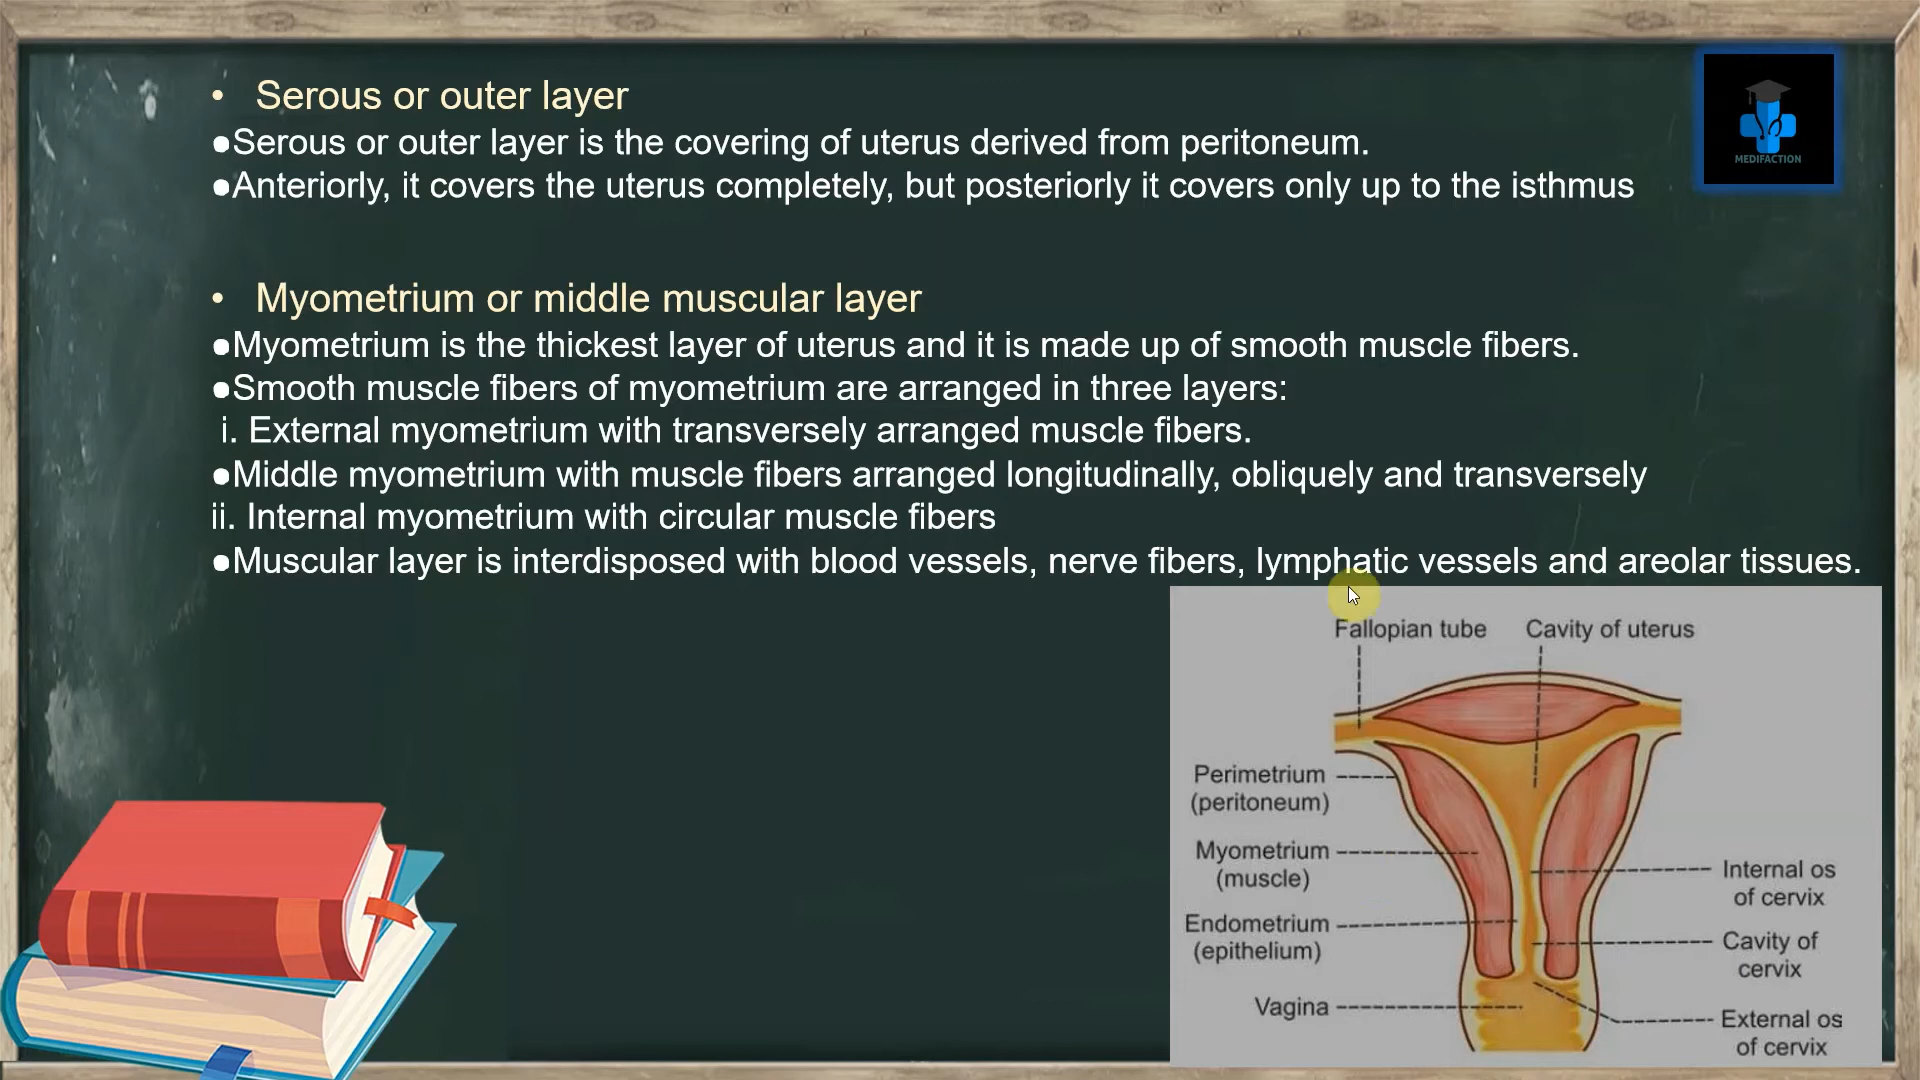 • Serous or outer layer
●Serous or outer layer is the covering of uterus derived from peritoneum.
●Anteriorly, it covers the uterus completely, but posteriorly it covers only up to the isthmus
MEDIFACTION
• Myometrium or middle muscular layer
●Myometrium is the thickest layer of uterus and it is made up of smooth muscle fibers.
●Smooth muscle fibers of myometrium are arranged in three layers:
i. External myometrium with transversely arranged muscle fibers.
●Middle myometrium with muscle fibers arranged longitudinally, obliquely and transversely
ii. Internal myometrium with circular muscle fibers
●Muscular layer is interdisposed with blood vessels, nerve fibers, lymphatic vessels and areolar tissues.
Fallopian tube
Cavity of uterus
Perimetrium
(peritoneum)
Myometrium
(muscle)
Endometrium
(epithelium)
Vagina
Internal os
of cervix
Cavity of
cervix
External os
of cervix